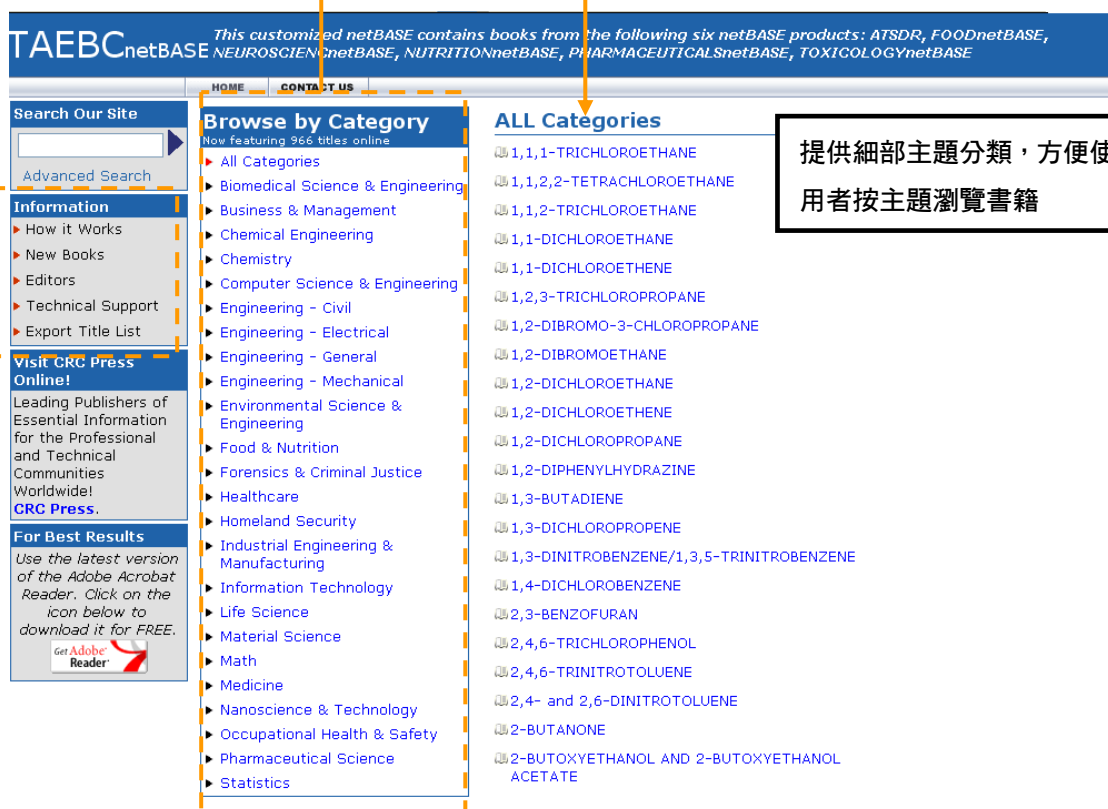 TAEBCnetBASE
This customized netBASE contains books from the following six netBASE products: ATSDR, FOODnetBASE,
NEUROSCIENCEnetBASE, NUTRITIONnetBASE, PHARMACEUTICALSnetBASE, TOXICOLOGYnetBASE
HOME
CONTACT US
Search Our Site
Advanced Search
Information
How it Works
New Books
Editors
Technical Support
Export Title List
Visit CRC Press
Online!
Leading Publishers of
Essential Information
for the Professional
and Technical
Communities
Worldwide!
CRC Press.
For Best Results
Use the latest version
of the Adobe Acrobat
Reader. Click on the
icon below to
download it for FREE.
Get Adobe
Reader
Browse by Category
Now featuring 966 titles online
All Categories
Biomedical Science & Engineering
Business & Management
Chemical Engineering
Chemistry
Computer Science & Engineering
Engineering - Civil
Engineering - Electrical
Engineering - General
Engineering - Mechanical
Environmental Science &
Engineering
Food & Nutrition
Forensics & Criminal Justice
Healthcare
Homeland Security
Industrial Engineering &
Manufacturing
Information Technology
Life Science
Material Science
Math
Medicine
Nanoscience & Technology
Occupational Health & Safety
Pharmaceutical Science
Statistics
ALL Categories
1,1,1-TRICHLOROETHANE
1,1,2,2-TETRACHLOROETHANE
1,1,2-TRICHLOROETHANE
1,1-DICHLOROETHANE
1,1-DICHLOROETHENE
1,2,3-TRICHLOROPROPANE
1,2-DIBROMO-3-CHLOROPROPANE
1,2-DIBROMOETHANE
1,2-DICHLOROETHANE
1,2-DICHLOROETHENE
1,2-DICHLOROPROPANE
1,2-DIPHENYLHYDRAZINE
1,3-BUTADIENE
1,3-DICHLOROPROPENE
1,3-DINITROBENZENE/1,3,5-TRINITROBENZENE
1,4-DICHLOROBENZENE
2,3-BENZOFURAN
2,4,6-TRICHLOROPHENOL
2,4,6-TRINITROTOLUENE
2,4- and 2,6-DINITROTOLUENE
2-BUTANONE
2-BUTOXYETHANOL AND 2-BUTOXYETHANOL
ACETATE
提供細部主題分類，方便使
用者按主題瀏覽書籍